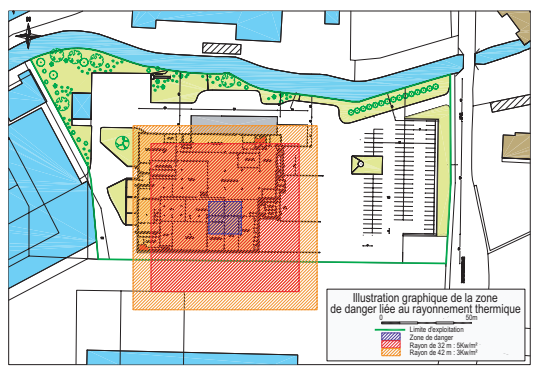 N
Illustration graphique de la zone
de danger liée au rayonnement thermique
0 50m
Limite d'exploitation
Zone de danger
Rayon de 32 m : 5Kw/m²
Rayon de 42 m : 3Kw/m²